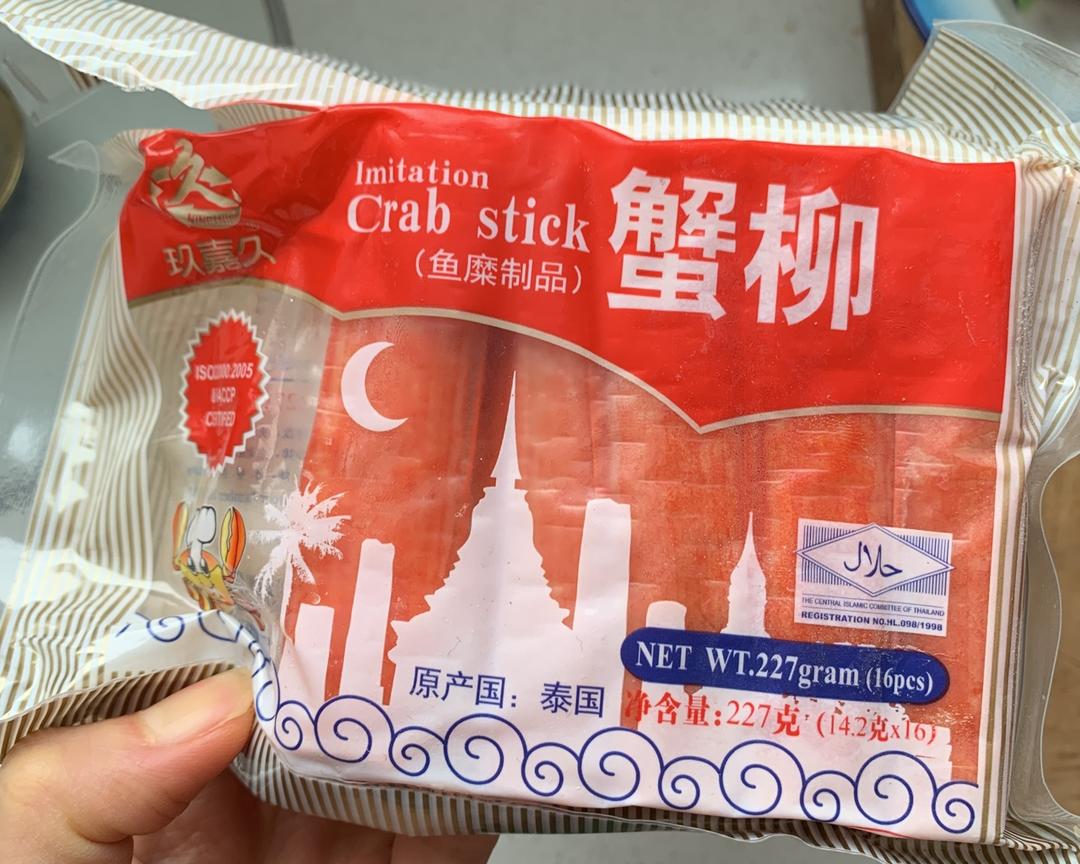 Imitation
Crab stick
蟹柳
（鱼糜制品）
玖嘉久
ISO22000:2005
HACCP
CERTIFIED
حلال
THE CENTRAL ISLAMIC COMMITTEE OF THAILAND
REGISTRATION NO.HL.098/1998
NET WT.227gram (16pcs)
原产国：泰国
净含量:227克 (14.2克x16)